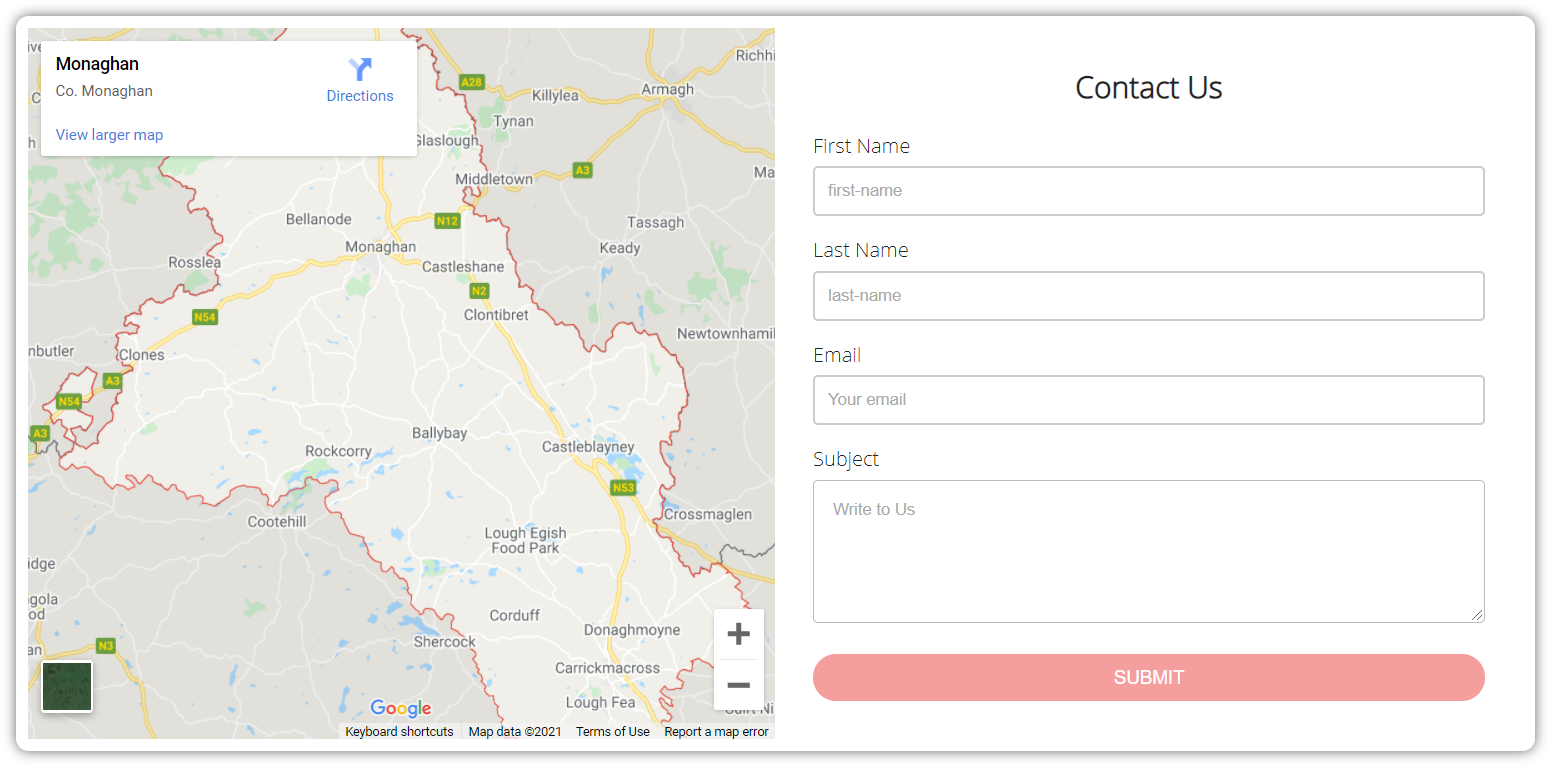 Monaghan
Co. Monaghan
Directions
View larger map
A28
Richhi
Killylea
Armagh
Tynan
Glaslough
A3
Middletown
Ma
Bellanode
N12
Tassagh
Monaghan
Keady
Rosslea
Castleshane
N2
Clontibret
N54
Newtownhamil
nbutler
Clones
A3
N54
A3
Ballybay
Castleblayney
Rockcorry
N53
Crossmaglen
Cootehill
Lough Egish
Food Park
idge
gola
od
Corduff
Donaghmoyne
Shercock
N3
an
Carrickmacross
Lough Fea
Google
Keyboard shortcuts
Map data ©2021
Terms of Use
Report a map error
Contact Us
First Name
first-name
Last Name
last-name
Email
Your email
Subject
Write to Us
SUBMIT